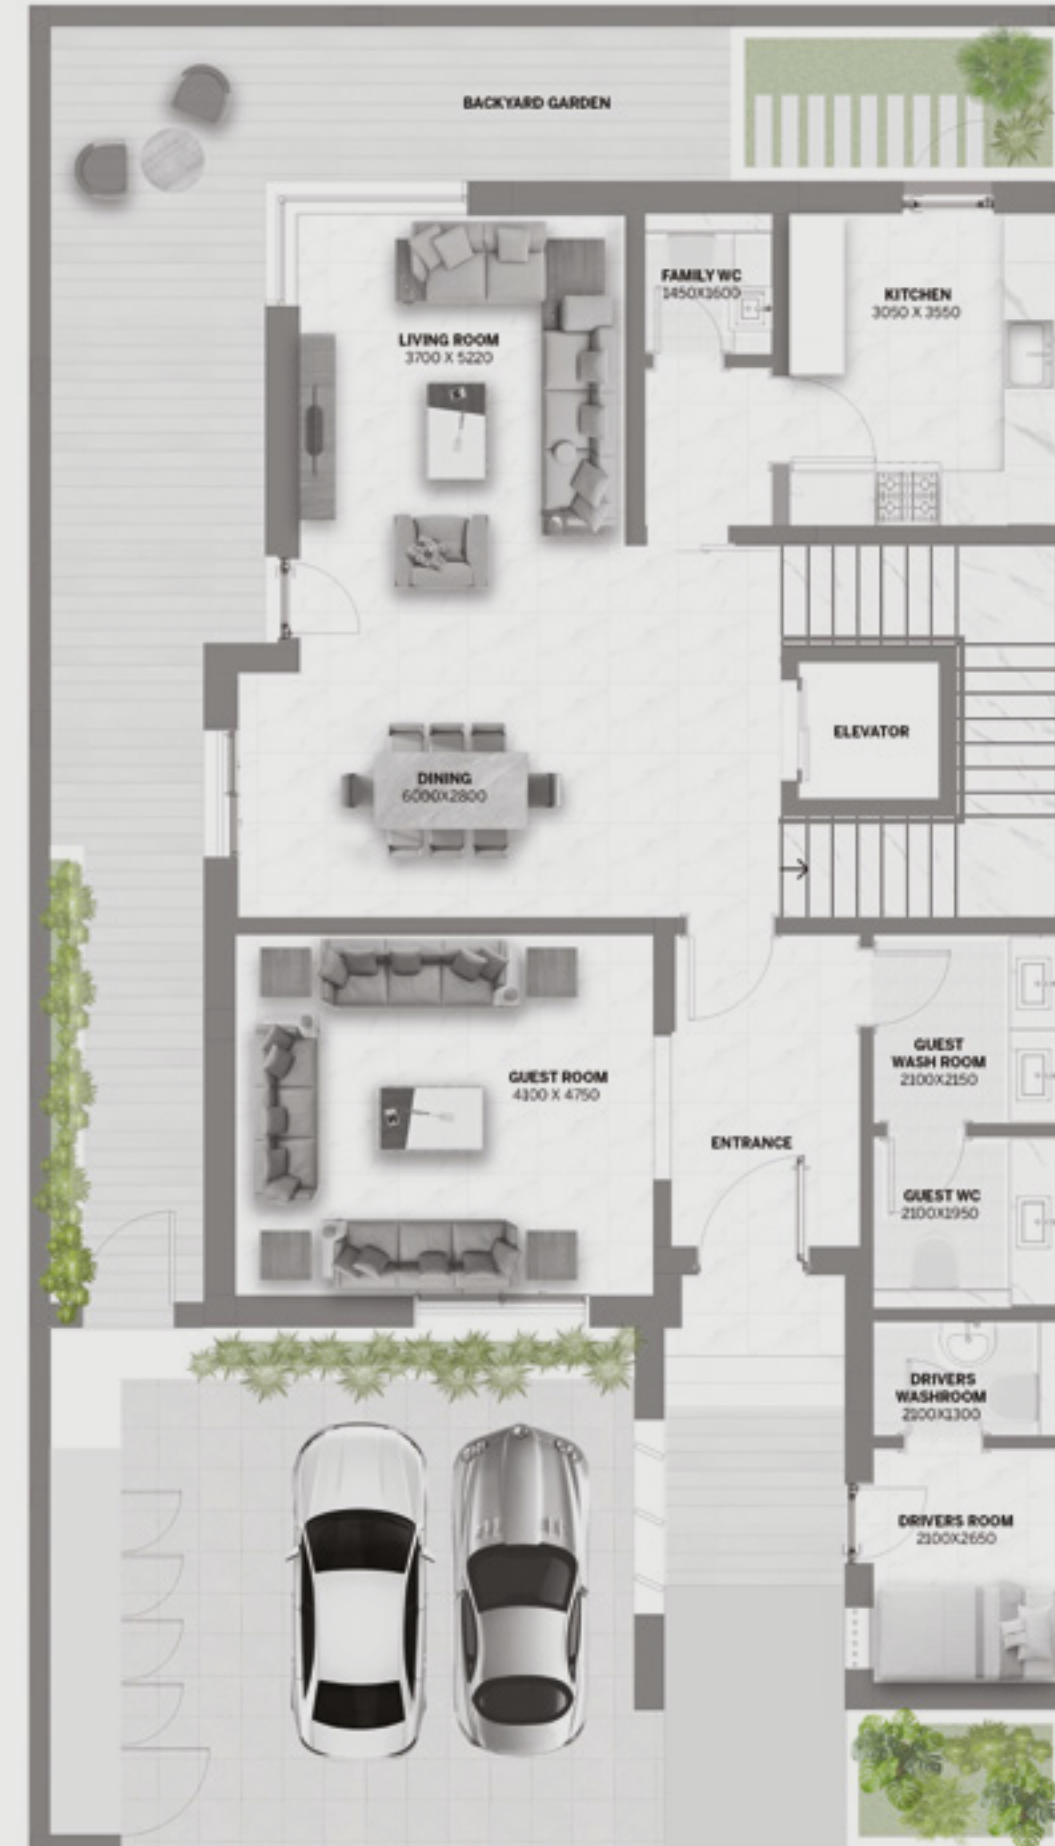 BACKYARD GARDEN
FAMILY WC
1450X1600
KITCHEN
3050 X 3550
LIVING ROOM
3700 X 5220
ELEVATOR
DINING
6080X2800
GUEST ROOM
4100 X 4750
GUEST
WASH ROOM
2100X2150
ENTRANCE
GUEST WC
2100X1950
DRIVERS
WASHROOM
2100X1300
DRIVERS ROOM
2100X2650